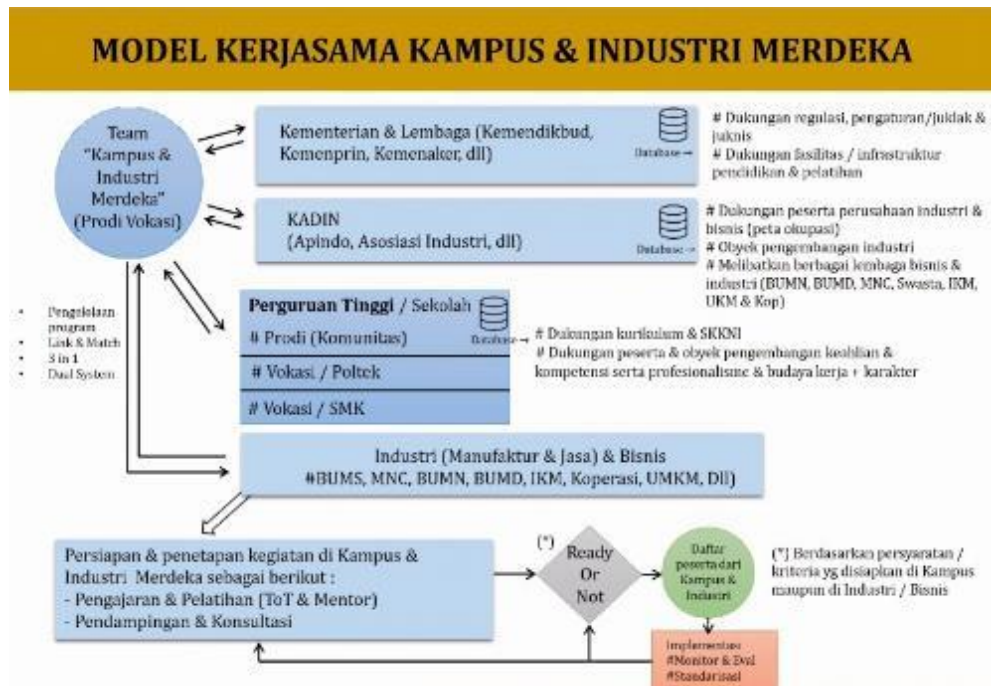 MODEL KERJASAMA KAMPUS & INDUSTRI MERDEKA
Team
"Kampus &
Industri
Merdeka"
(Prodi Vokasi)
Kementerian & Lembaga (Kemendikbud,
Kemenprin, Kemenaker, dll)
Database
# Dukungan regulasi, pengaturan/juklak &
juknis
# Dukungan fasilitas / infrastruktur
pendidikan & pelatihan
KADIN
(Apindo, Asosiasi Industri, dll)
Database
# Dukungan peserta perusahaan industri &
bisnis (peta okupasi)
# Obyek pengembangan industri
# Melibatkan berbagai lembaga bisnis &
industri (BUMN, BUMD, MNC, Swasta, IKM,
UKM & Kop)
• Pengelolaan
program
• Link & Match
• 3 in 1
• Dual System
Perguruan Tinggi / Sekolah
# Prodi (Komunitas)
Database
# Vokasi / Poltek
# Vokasi / SMK
# Dukungan kurikulum & SKKNI
# Dukungan peserta & obyek pengembangan keahlian &
kompetensi serta profesionalisme & budaya kerja + karakter
Industri (Manufaktur & Jasa) & Bisnis
#BUMS, MNC, BUMN, BUMD, IKM, Koperasi, UMKM, Dll)
Persiapan & penetapan kegiatan di Kampus &
Industri Merdeka sebagai berikut :
- Pengajaran & Pelatihan (ToT & Mentor)
- Pendampingan & Konsultasi
(*)
Ready
Or
Not
Daftar
peserta dari
Kampus &
Industri
(*) Berdasarkan persyaratan /
kriteria yg disiapkan di Kampus
maupun di Industri / Bisnis
Implementasi
#Monitor & Eval
#Standarisasi